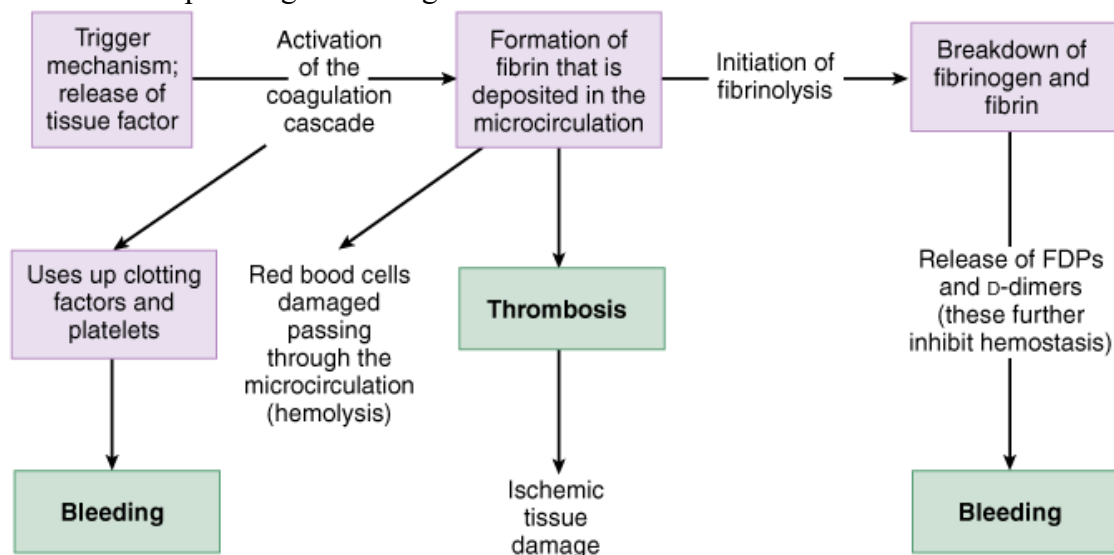 Trigger
mechanism;
release of
tissue factor
Activation
of the
coagulation
cascade
Formation of
fibrin that is
deposited in the
microcirculation
Initiation of
fibrinolysis
Breakdown of
fibrinogen and
fibrin
Uses up clotting
factors and
platelets
Red bood cells
damaged
passing
through the
microcirculation
(hemolysis)
Thrombosis
Release of FDPs
and D-dimers
(these further
inhibit hemostasis)
Bleeding
Ischemic
tissue
damage
Bleeding